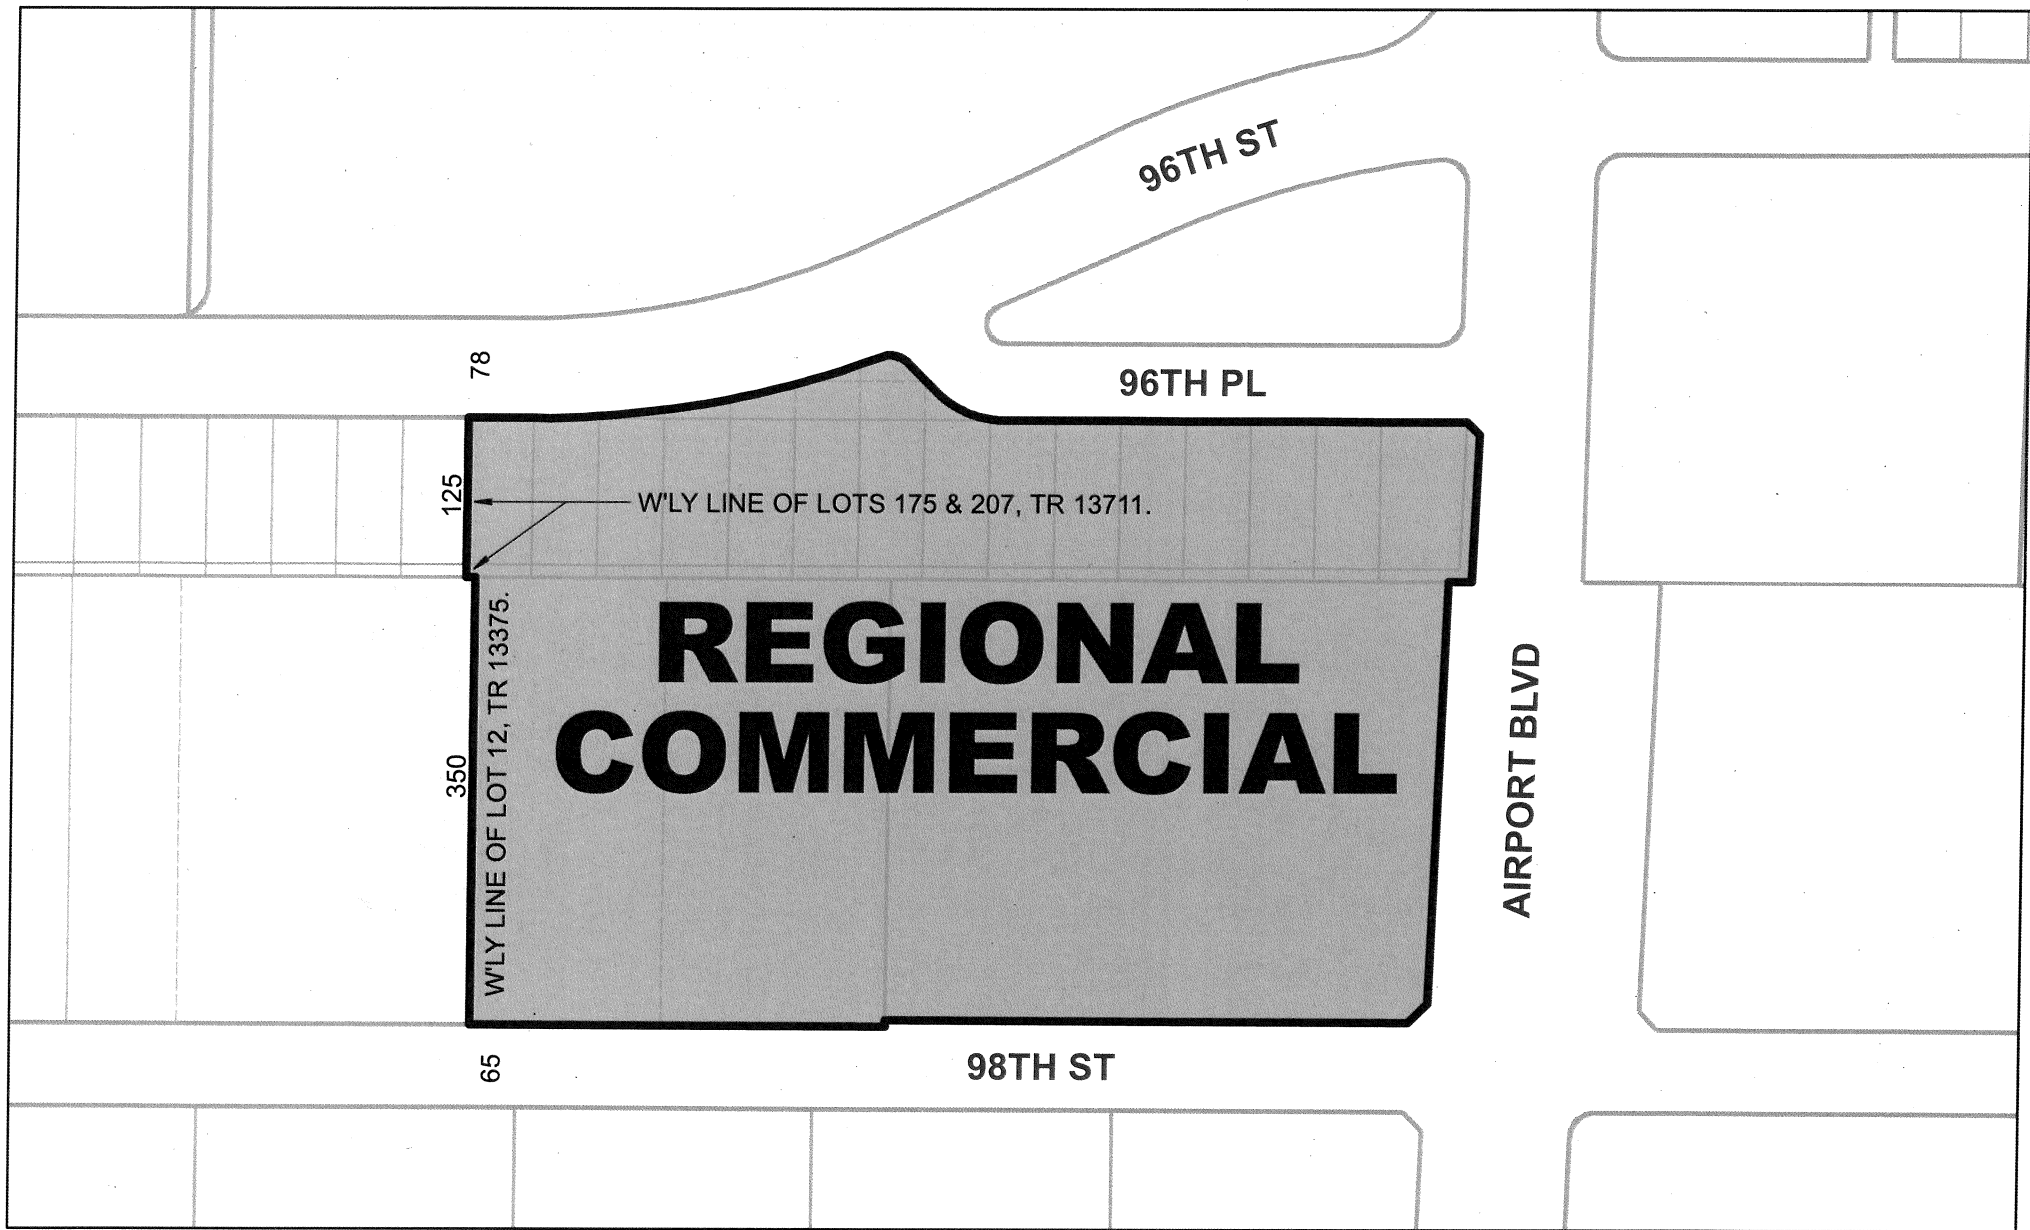 96TH ST
78
96TH PL
125
W'LY LINE OF LOTS 175 & 207, TR 13711.
REGIONAL
COMMERCIAL
W'LY LINE OF LOT 12, TR 13375.
350
AIRPORT BLVD
65
98TH ST